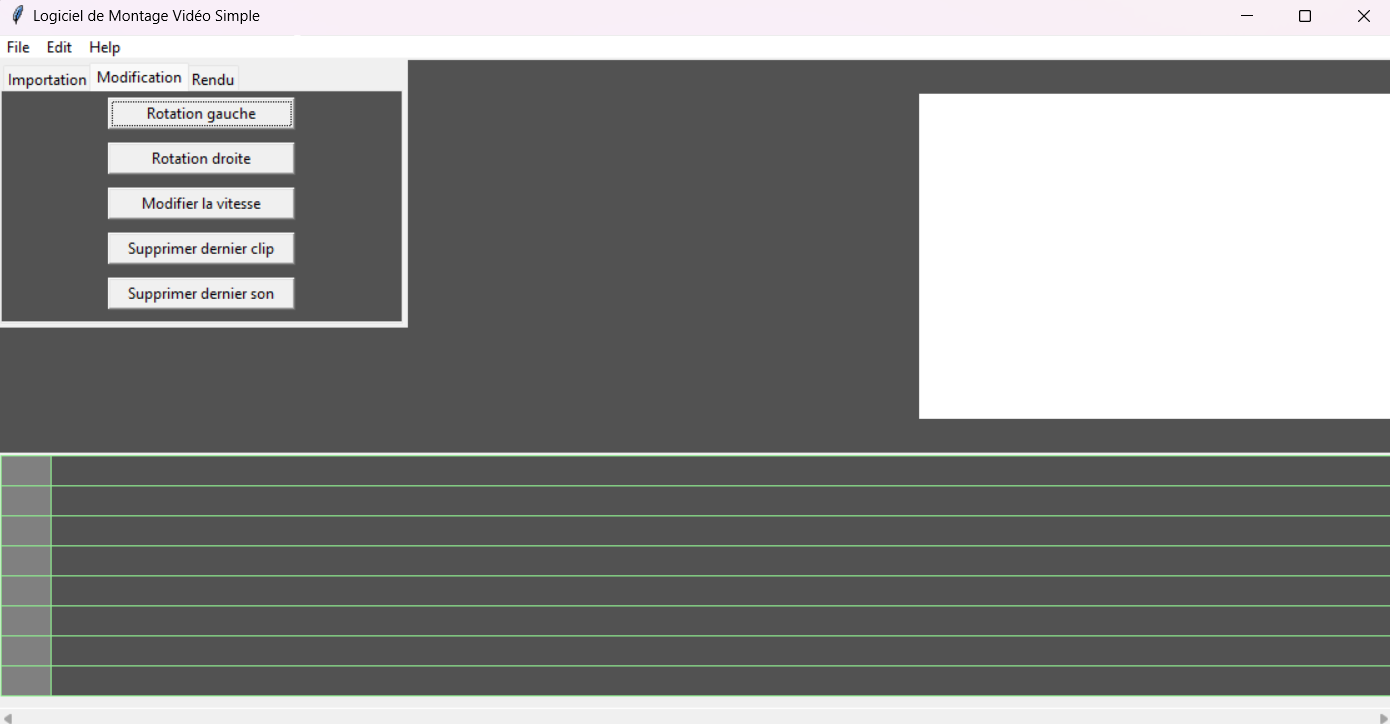 Logiciel de Montage Vidéo Simple
File Edit Help
Importation Modification Rendu
Rotation gauche
Rotation droite
Modifier la vitesse
Supprimer dernier clip
Supprimer dernier son